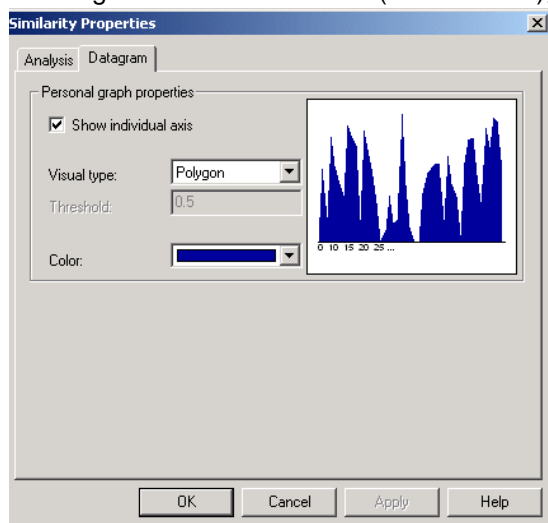 Similarity Properties
Analysis Datagram
Personal graph properties
Show individual axis
Visual type: Polygon
Threshold: 0.5
Color:
0 10 15 20 25 ...
OK Cancel Apply Help